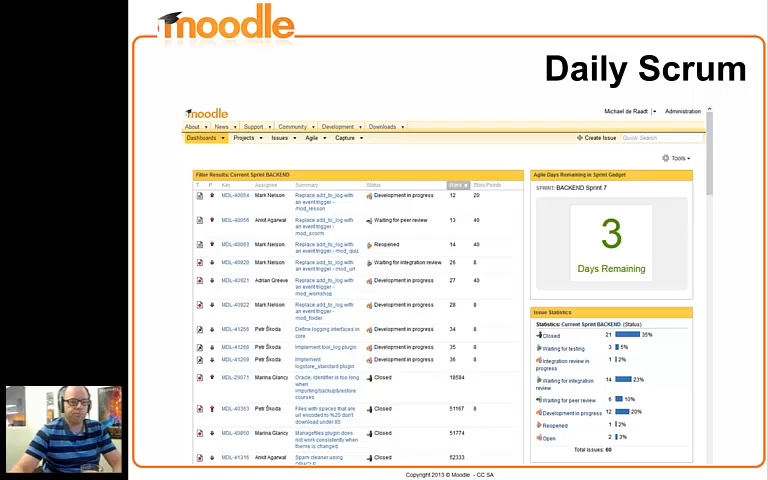 moodle
Daily Scrum
moodle
Michael de Raadt Administration
About News Support Community Development Downloads
Dashboards Projects Issues Agile Capture Create Issue Quick Search
Tools
Filter Results: Current Sprint BACKEND
T P Key Assignee Summary Status Rank Story Points
MDL-40054 Mark Nelson Replace add_to_log with Development in progress 12 20
an event trigger -
mod_lesson
MDL-40056 Ankit Agarwal Replace add_to_log with Waiting for peer review 13 40
an event trigger -
mod_scorm
MDL-40063 Mark Nelson Replace add_to_log with Reopened 14 40
an event trigger - mod_quiz
MDL-40920 Mark Nelson Replace add_to_log with Waiting for integration review 26 8
an event trigger - mod_url
MDL-40921 Adrian Greeve Replace add_to_log with Development in progress 27 40
an event trigger -
mod_workshop
MDL-40922 Mark Nelson Replace add_to_log with Development in progress 28 8
an event trigger -
mod_folder
MDL-41266 Petr Škoda Define logging interfaces in Development in progress 34 8
core
MDL-41268 Petr Škoda Implement tool_log plugin Development in progress 35 8
MDL-41269 Petr Škoda Implement Development in progress 36 8
logstore_standard plugin
MDL-29071 Marina Glancy Oracle, identifier is too long Closed 18584
when
importing/backup&restore
courses
MDL-40363 Petr Škoda Files with spaces that are Closed 51167 8
url encoded to %20 don't
download under IIS
MDL-40850 Marina Glancy Managefiles plugin does Closed 51774
not work consistently when
theme is changed
MDL-41316 Ankit Agarwal Spam cleaner using Closed 52333
Agile Days Remaining in Sprint Gadget
SPRINT: BACKEND Sprint 7
3
Days Remaining
Issue Statistics
Statistics: Current Sprint BACKEND (Status)
Closed 21 35%
Waiting for testing 3 5%
Integration review in 1 2%
progress
Waiting for integration 14 23%
review
Waiting for peer review 6 10%
Development in progress 12 20%
Reopened 1 2%
Open 2 3%
Total Issues: 60
Copyright 2013 © Moodle - CC SA